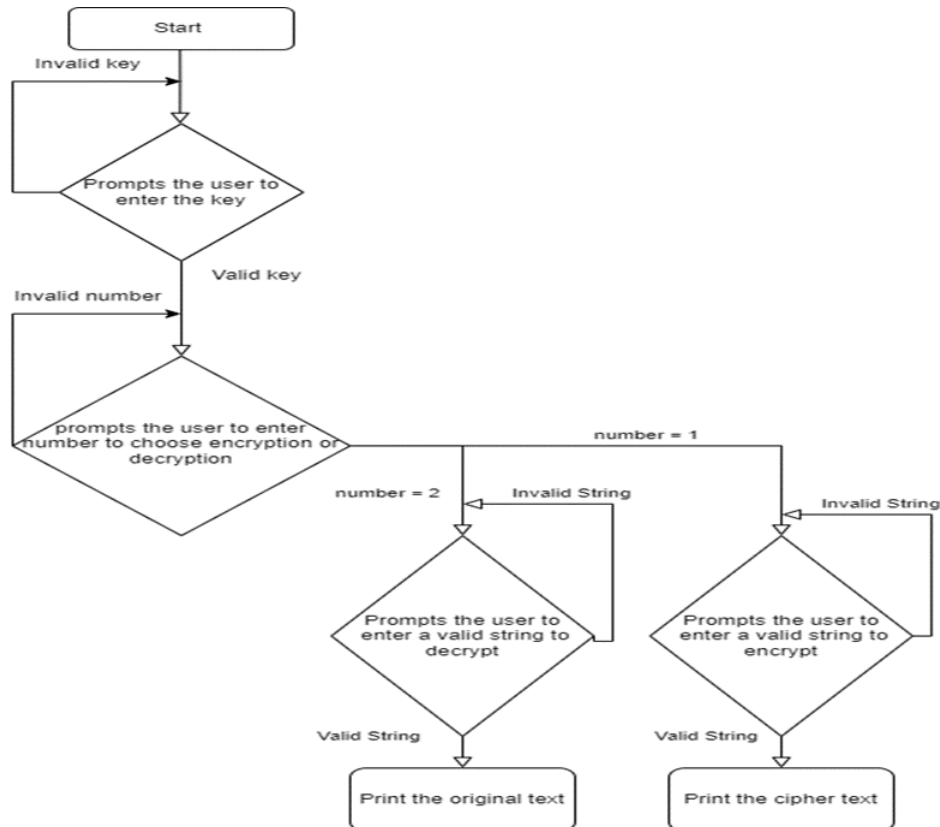 Start
Invalid key
Prompts the user to
enter the key
Valid key
Invalid number
prompts the user to enter
number to choose encryption or
decryption
number = 1
number = 2
Invalid String
Invalid String
Prompts the user to
enter a valid string to
decrypt
Prompts the user to
enter a valid string to
encrypt
Valid String
Valid String
Print the original text
Print the cipher text